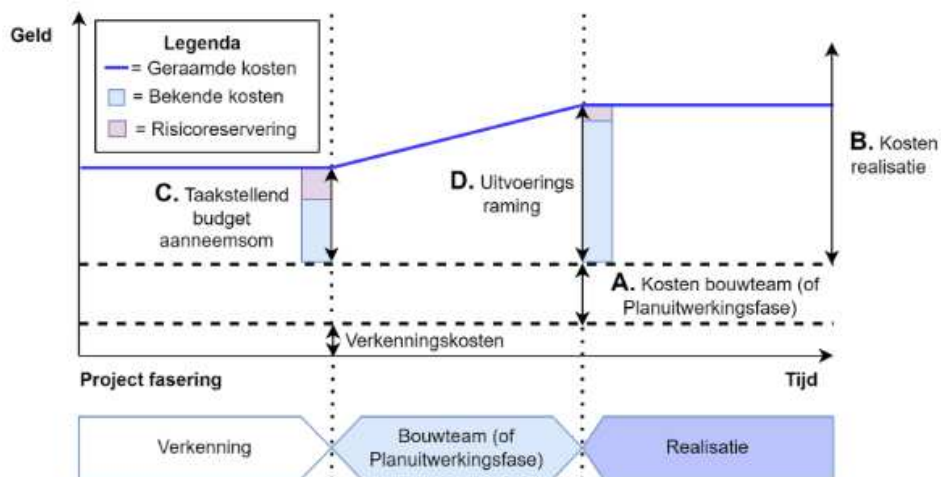 Geld
Legenda
= Geraamde kosten
= Bekende kosten
= Risicoreservering
C. Taakstellend
budget
aanneemsom
D. Uitvoerings
raming
B. Kosten
realisatie
A. Kosten bouwteam (of
Planuitwerkingsfase)
Verkenningskosten
Project fasering
Tijd
Verkenning
Bouwteam (of
Planuitwerkingsfase)
Realisatie